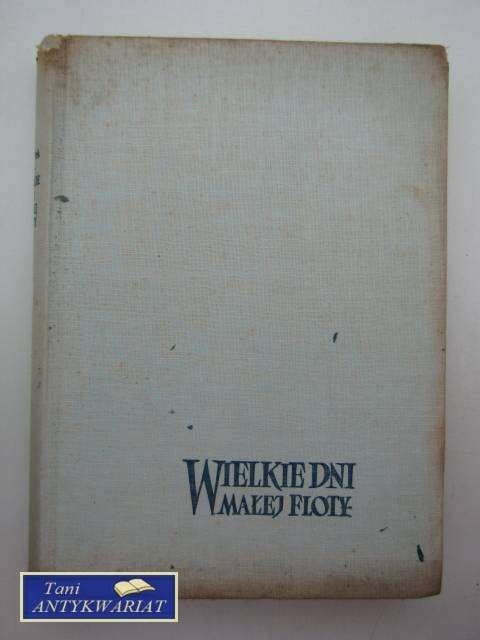 WIELKIE DNI
MAŁEJ FLOTY
Tani
ANTYKWARIAT